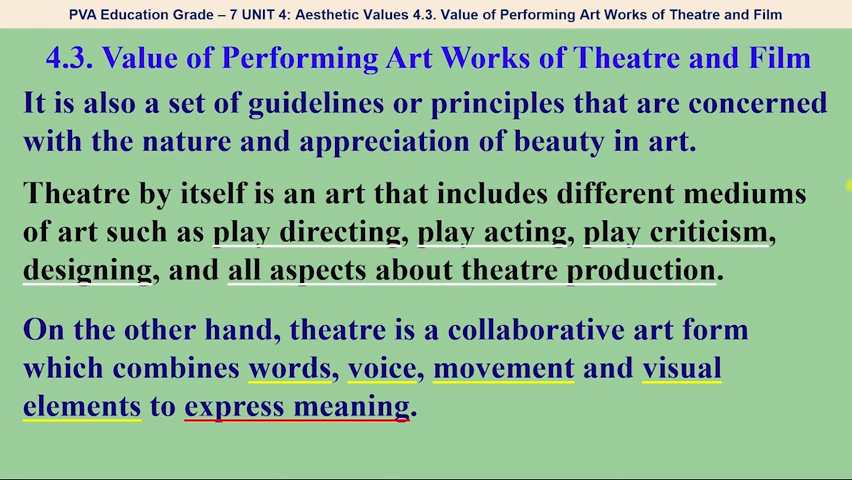 PVA Education Grade – 7 UNIT 4: Aesthetic Values 4.3. Value of Performing Art Works of Theatre and Film
4.3. Value of Performing Art Works of Theatre and Film
It is also a set of guidelines or principles that are concerned
with the nature and appreciation of beauty in art.
Theatre by itself is an art that includes different mediums
of art such as play directing, play acting, play criticism,
designing, and all aspects about theatre production.
On the other hand, theatre is a collaborative art form
which combines words, voice, movement and visual
elements to express meaning.